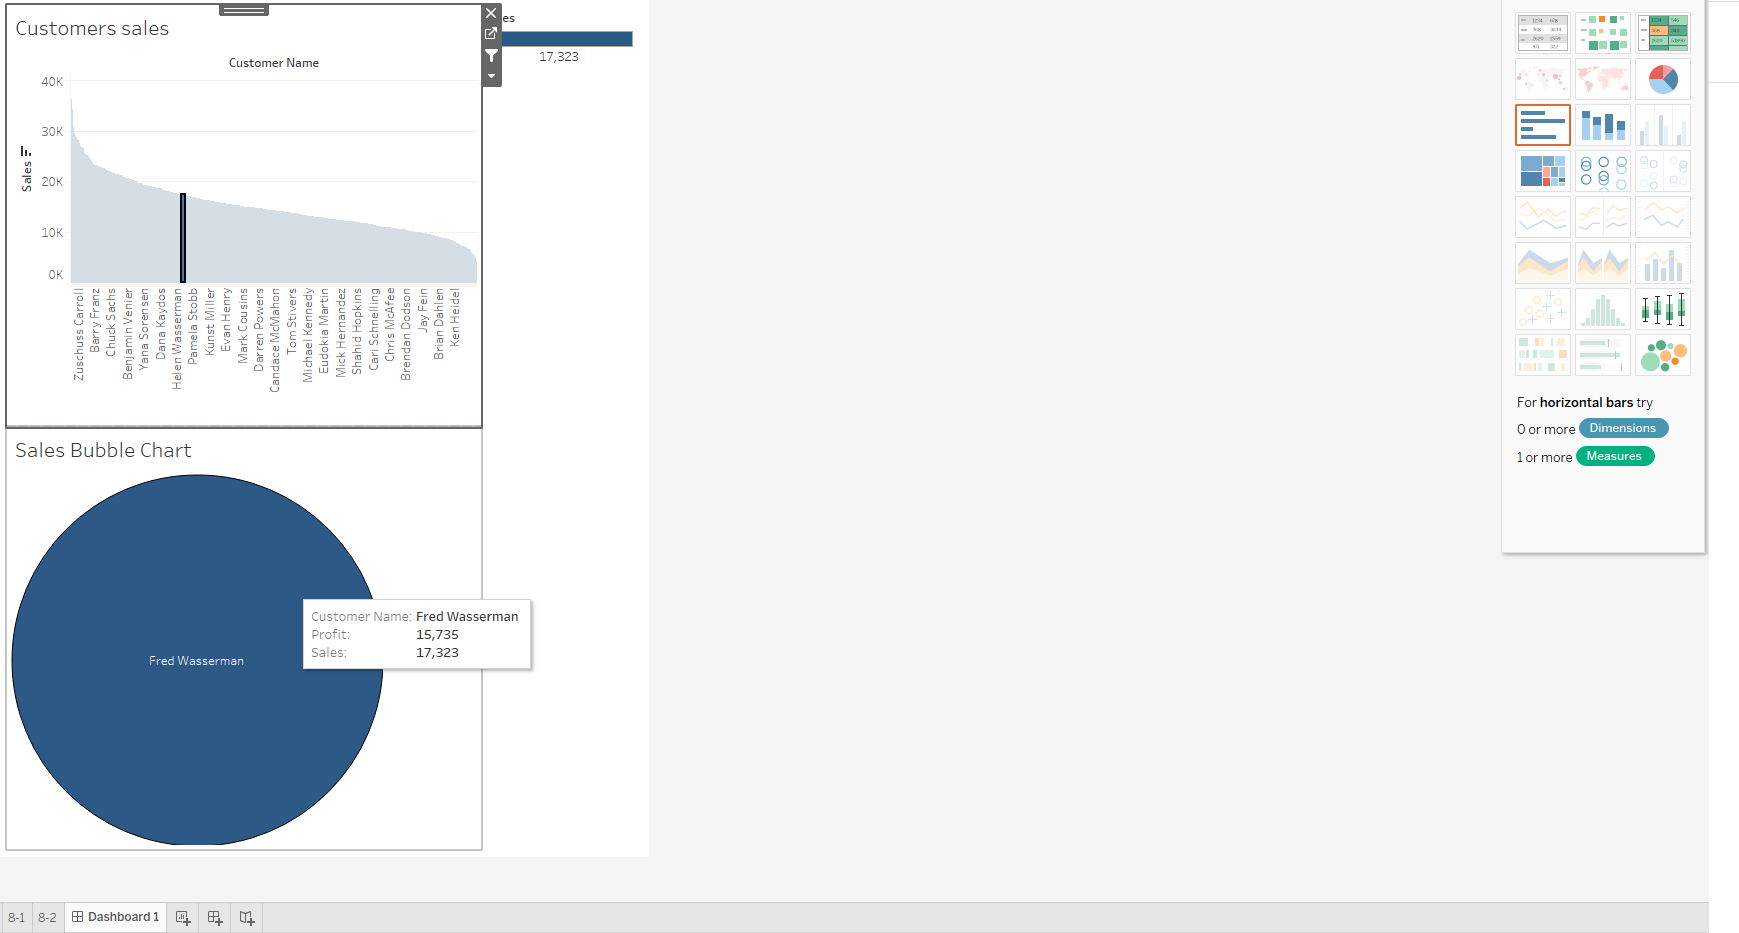 Customers sales
es
17,323
Customer Name
40K
30K
20K
10K
0K
Sales
Zuschuss Carroll
Barry Franz
Chuck Sachs
Benjamin Venier
Yana Sorensen
Dana Kaydos
Helen Wasserman
Pamela Stobb
Kunst Miller
Evan Henry
Mark Cousins
Darren Powers
Candace McMahon
Tom Stivers
Michael Kennedy
Eudokia Martin
Mick Hernandez
Shahid Hopkins
Cari Schnelling
Chris McAfee
Brendan Dodson
Jay Fein
Brian Dahlen
Ken Heidel
Sales Bubble Chart
Fred Wasserman
Customer Name: Fred Wasserman
Profit: 15,735
Sales: 17,323
For horizontal bars try
0 or more Dimensions
1 or more Measures
8-1
8-2
Dashboard 1